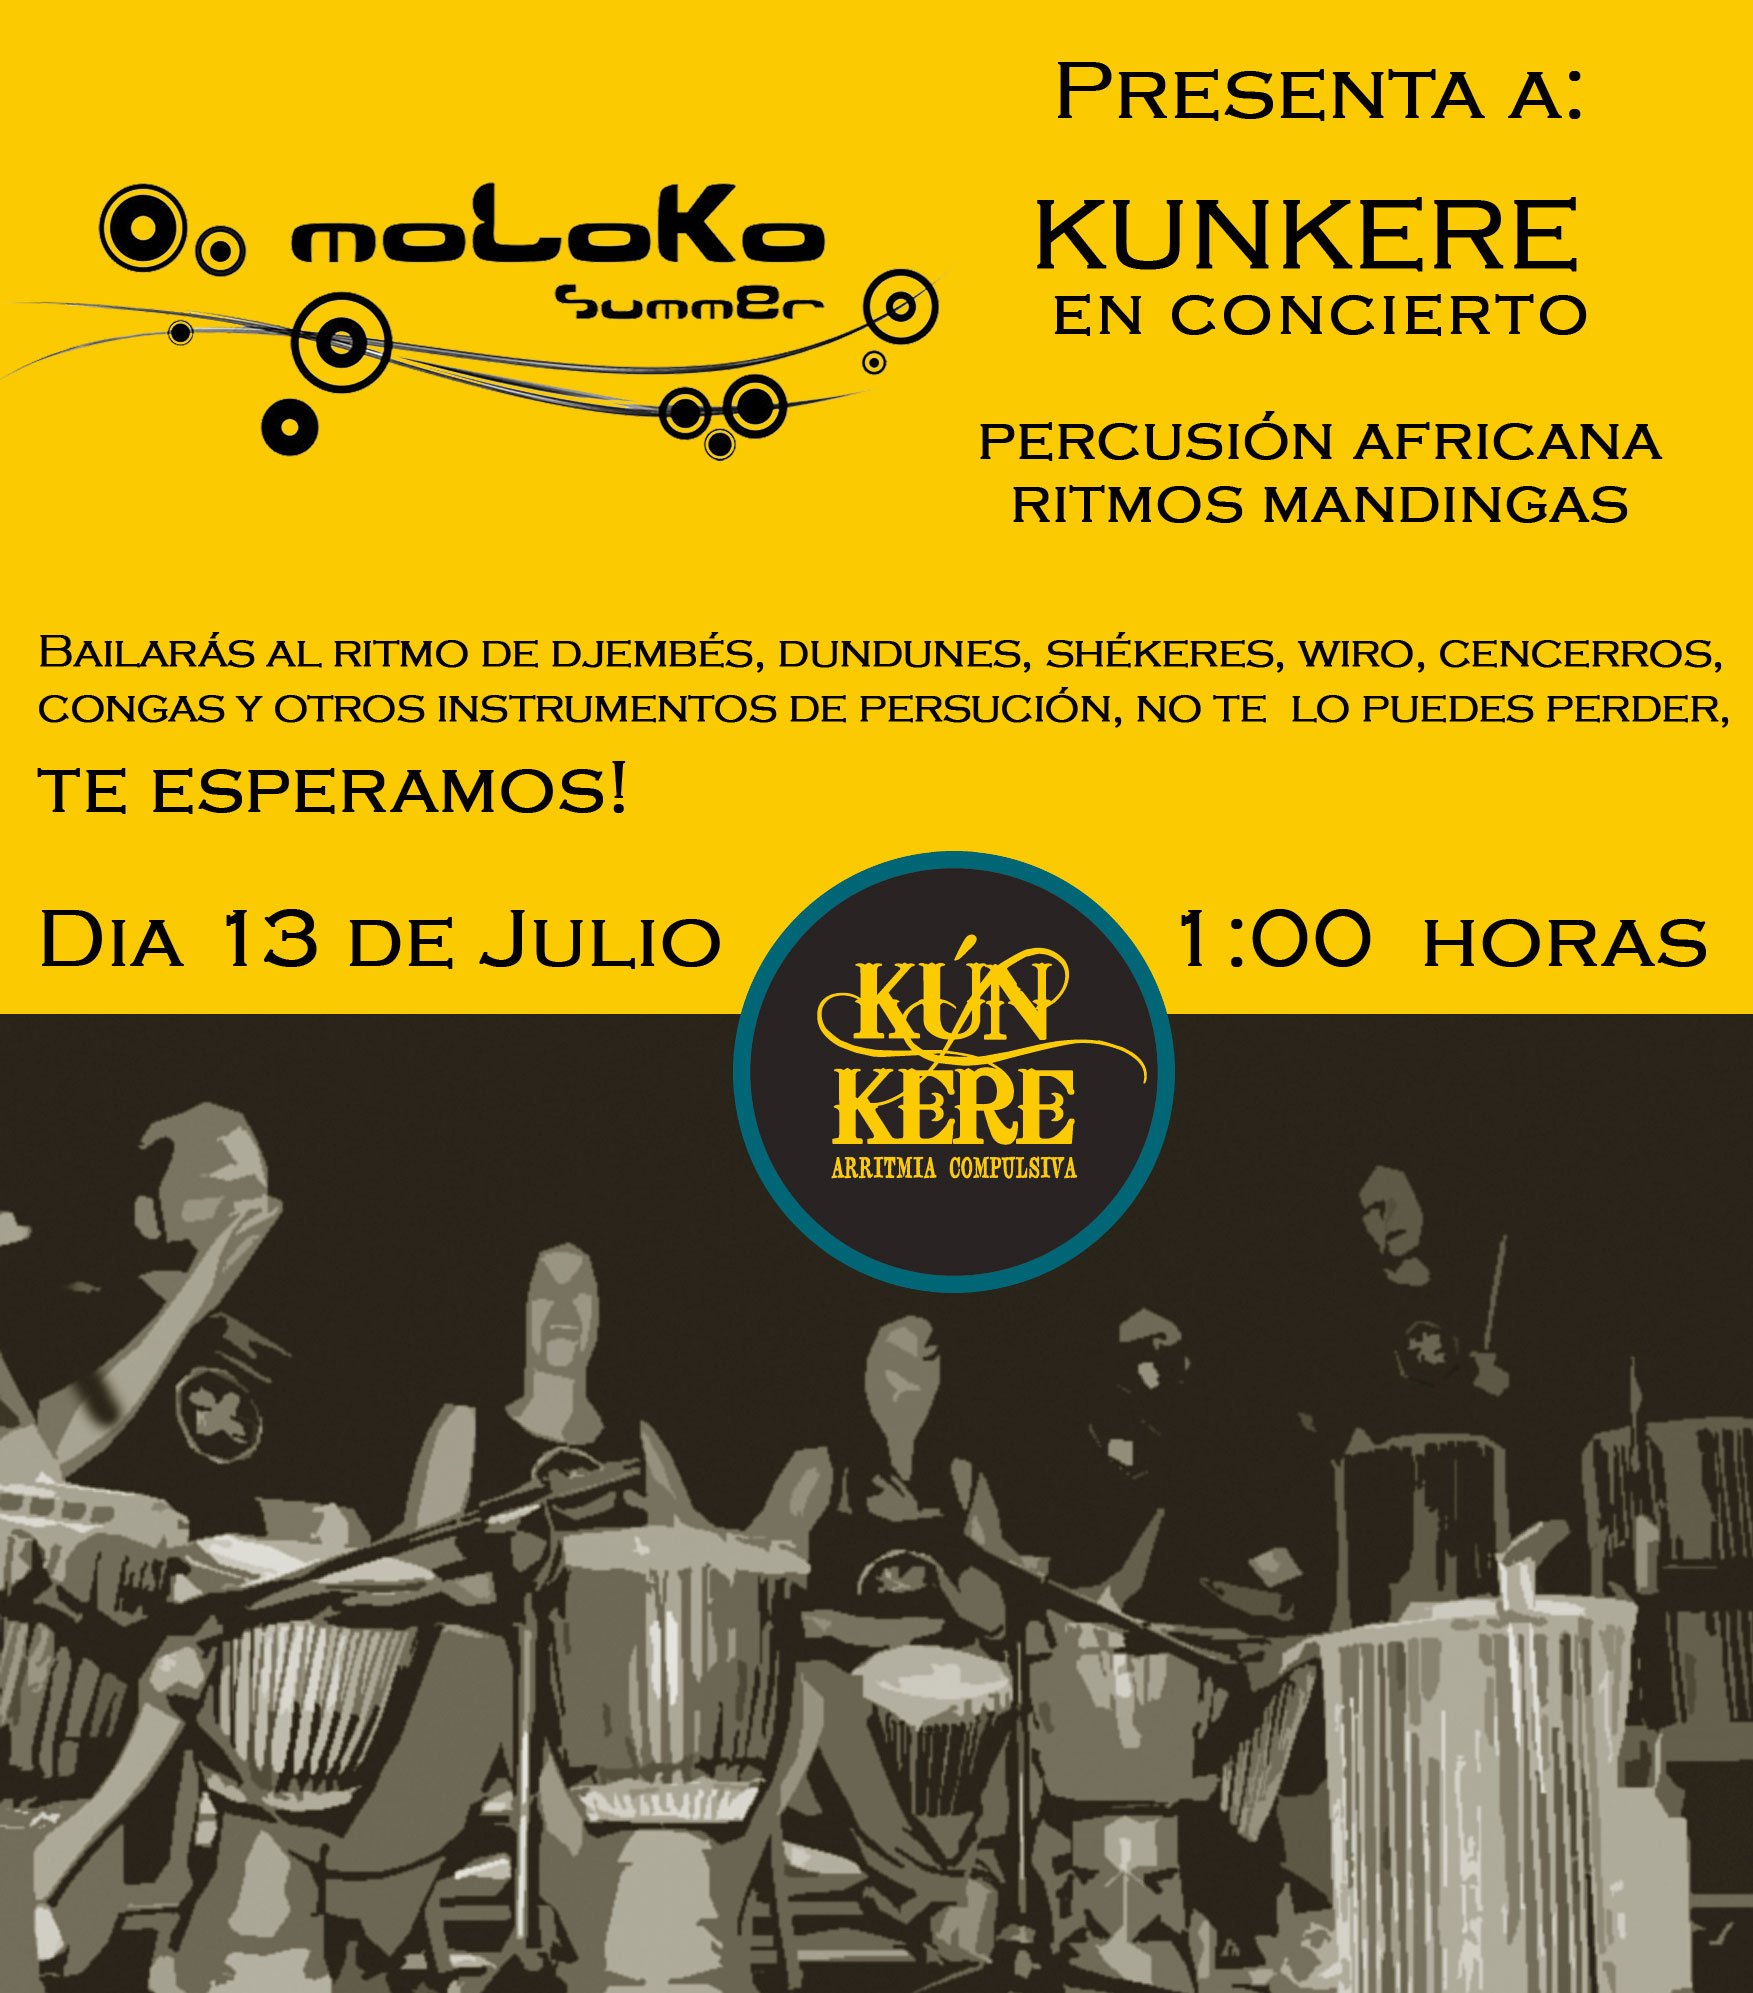 moLoKo
summer
PRESENTA A:
KUNKERE
EN CONCIERTO
PERCUSIÓN AFRICANA
RITMOS MANDINGAS
BAILARÁS AL RITMO DE DJEMBÉS, DUNDUNES, SHÉKERES, WIRO, CENCERROS,
CONGAS Y OTROS INSTRUMENTOS DE PERSUCIÓN, NO TE LO PUEDES PERDER,
TE ESPERAMOS!
DIA 13 DE JULIO
1:00 HORAS
KÚN
KERE
ARRITMIA COMPULSIVA